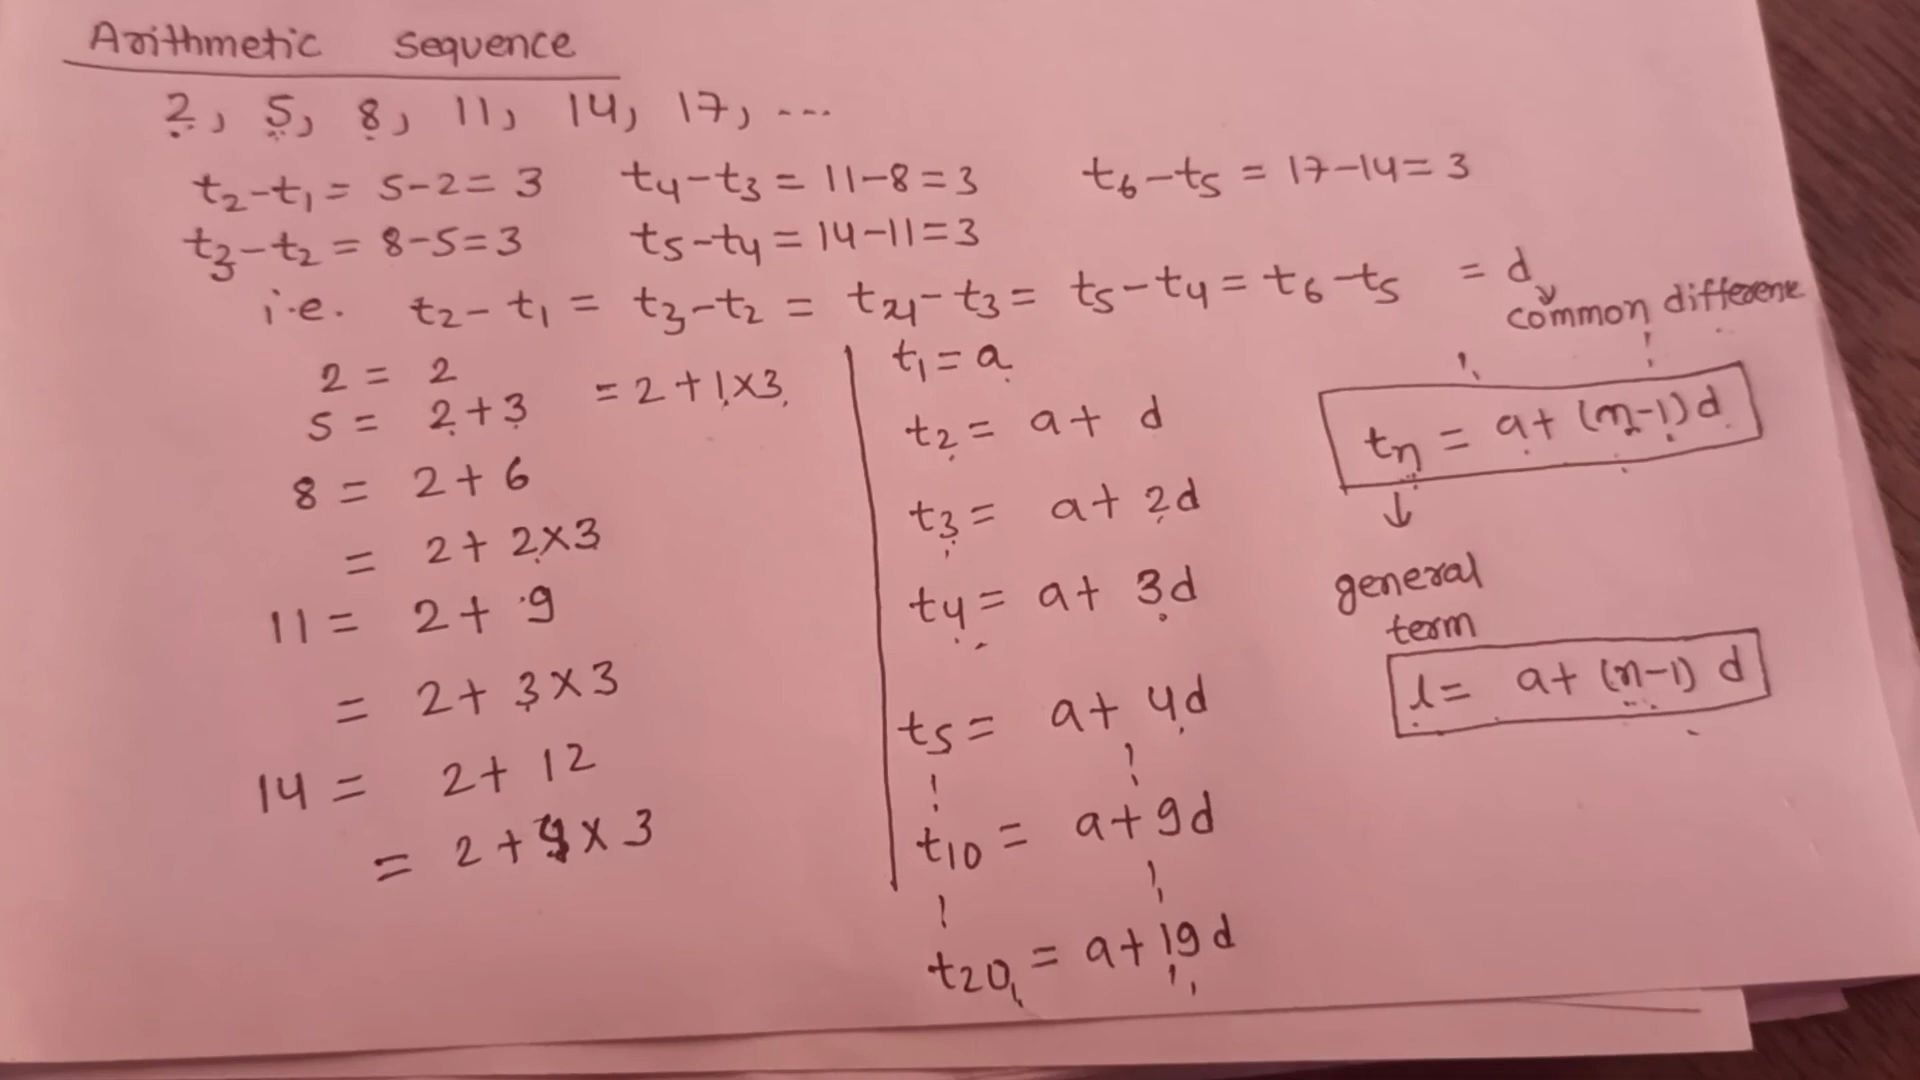 Arithmetic sequence
2, 5, 8, 11, 14, 17, ...
t2-t1 = 5-2= 3 t4-t3 = 11-8=3 t6-t5 = 17-14=3
t3-t2 = 8-5=3 t5-t4 = 14-11=3
i.e. t2-t1 = t3-t2 = t4-t3 = t5-t4 = t6-t5 = d
common difference
2 = 2
5 = 2+3 = 2+1×3
8 = 2+6
= 2+ 2×3
11 = 2+ 9
= 2+ 3×3
14 = 2+ 12
= 2+4×3
t1 = a
t2 = a+ d
t3 = a+ 2d
t4 = a+ 3d
t5 = a+ 4d
t10 = a+9d
t20 = a+19d
tn = a+(n-1)d
↓
general
term
l = a+(n-1) d